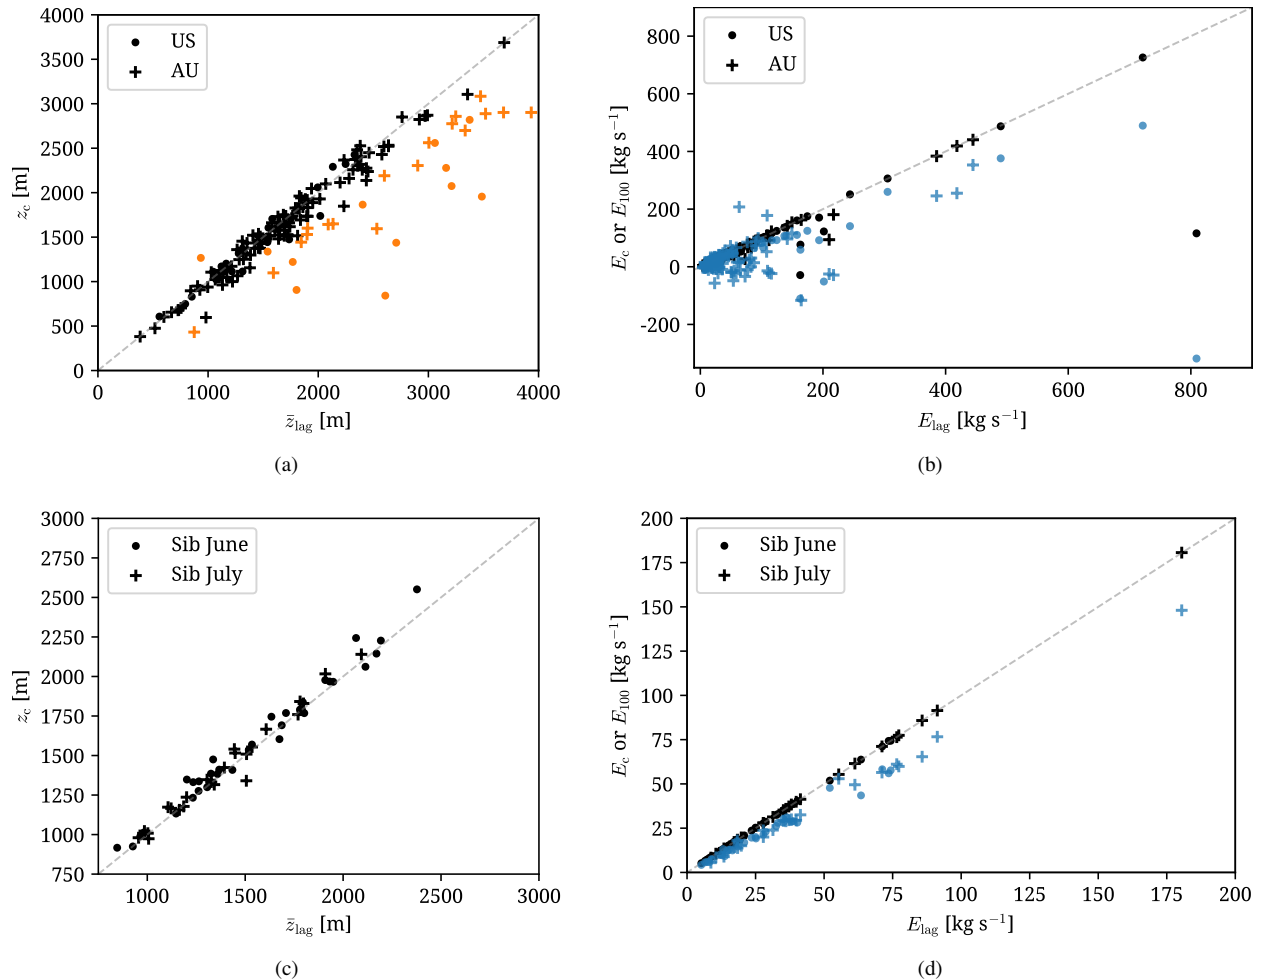 4000
3500
3000
2500
2000
1500
1000
500
0
z_c [m]
US
AU
0 1000 2000 3000 4000
z̄_lag [m]
(a)
800
600
400
200
0
-200
E_c or E_100 [kg s⁻¹]
US
AU
0 200 400 600 800
E_lag [kg s⁻¹]
(b)
3000
2750
2500
2250
2000
1750
1500
1250
1000
750
z_c [m]
Sib June
Sib July
1000 1500 2000 2500 3000
z̄_lag [m]
(c)
200
175
150
125
100
75
50
25
0
E_c or E_100 [kg s⁻¹]
Sib June
Sib July
0 25 50 75 100 125 150 175 200
E_lag [kg s⁻¹]
(d)